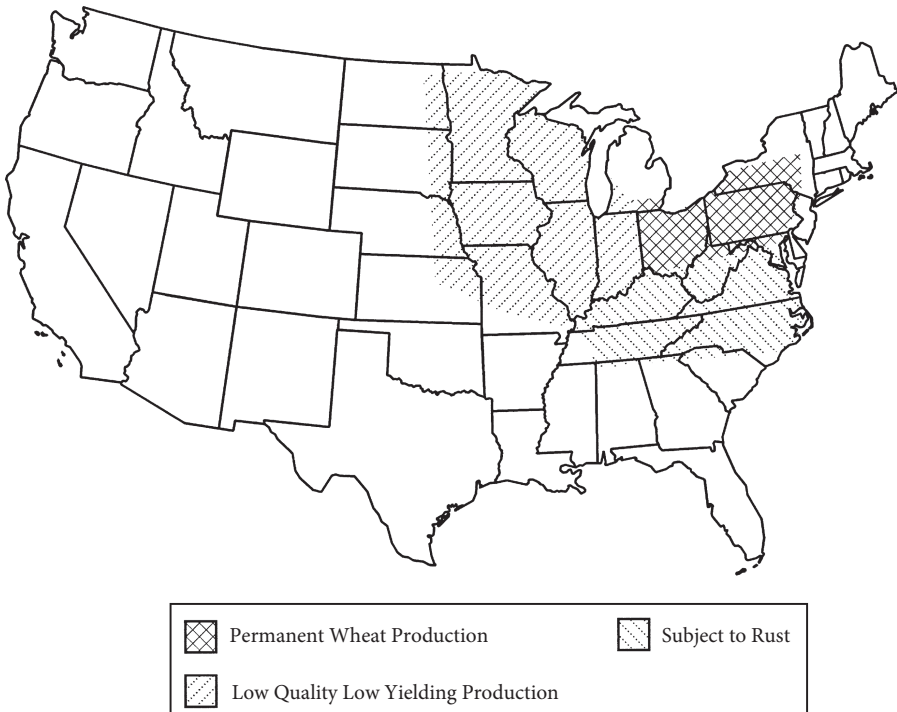 Permanent Wheat Production
Subject to Rust
Low Quality Low Yielding Production